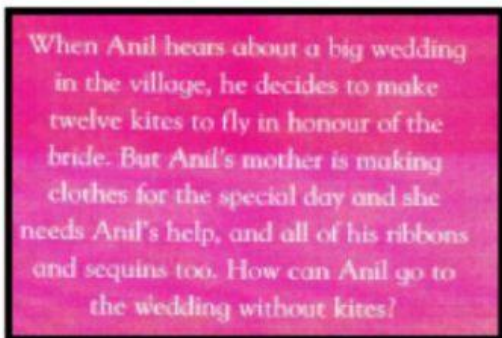 When Anil hears about a big wedding
in the village, he decides to make
twelve kites to fly in honour of the
bride. But Anil's mother is making
clothes for the special day and she
needs Anil's help, and all of his ribbons
and sequins too. How can Anil go to
the wedding without kites?